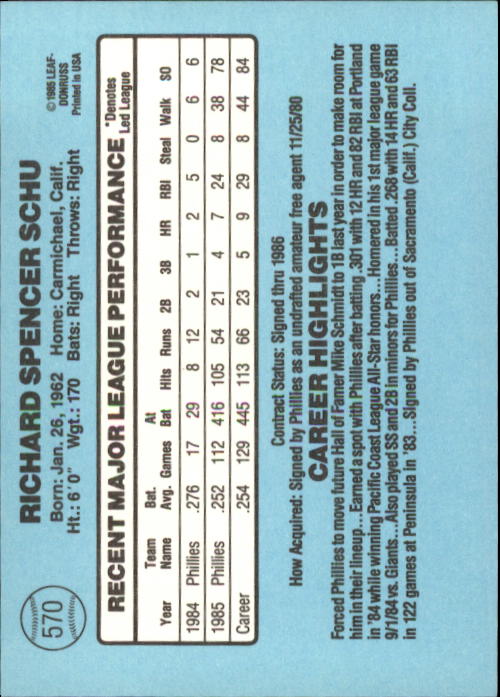 570
RICHARD SPENCER SCHU
©1985 LEAF-
DONRUSS
Printed in USA
Born: Jan. 26, 1962 Home: Carmichael, Calif.
Ht.: 6' 0" Wgt.: 170 Bats: Right Throws: Right
RECENT MAJOR LEAGUE PERFORMANCE *Denotes
Led League
Year Team Name Bat. Avg. Games At Bat Hits Runs 2B 3B HR RBI Steal Walk SO
1984 Phillies .276 17 29 8 12 2 1 2 5 0 6 6
1985 Phillies .252 112 416 105 54 21 4 7 24 8 38 78
Career .254 129 445 113 66 23 5 9 29 8 44 84
Contract Status: Signed thru 1986
How Acquired: Signed by Phillies as an undrafted amateur free agent 11/25/80
CAREER HIGHLIGHTS
Forced Phillies to move future Hall of Famer Mike Schmidt to 1B last year in order to make room for
him in their lineup...Earned a spot with Phillies after batting .301 with 12 HR and 82 RBI at Portland
in '84 while winning Pacific Coast League All-Star honors...Homered in his 1st major league game
9/1/84 vs. Giants...Also played SS and 2B in minors for Phillies...Batted .268 with 14 HR and 63 RBI
in 122 games at Peninsula in '83...Signed by Phillies out of Sacramento (Calif.) City Coll.